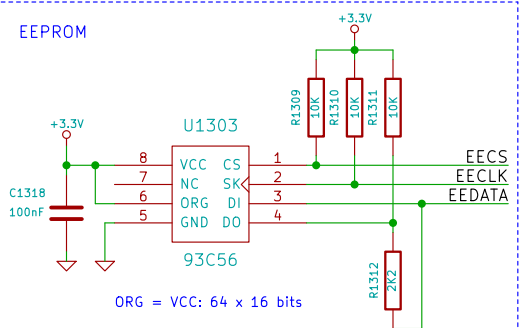 EEPROM
+3.3V
R1309
10K
R1310
10K
R1311
10K
+3.3V
U1303
C1318
100nF
8 VCC CS 1 EECS
7 NC SK 2 EECLK
6 ORG DI 3 EEDATA
5 GND DO 4
93C56
R1312
2K2
ORG = VCC: 64 x 16 bits